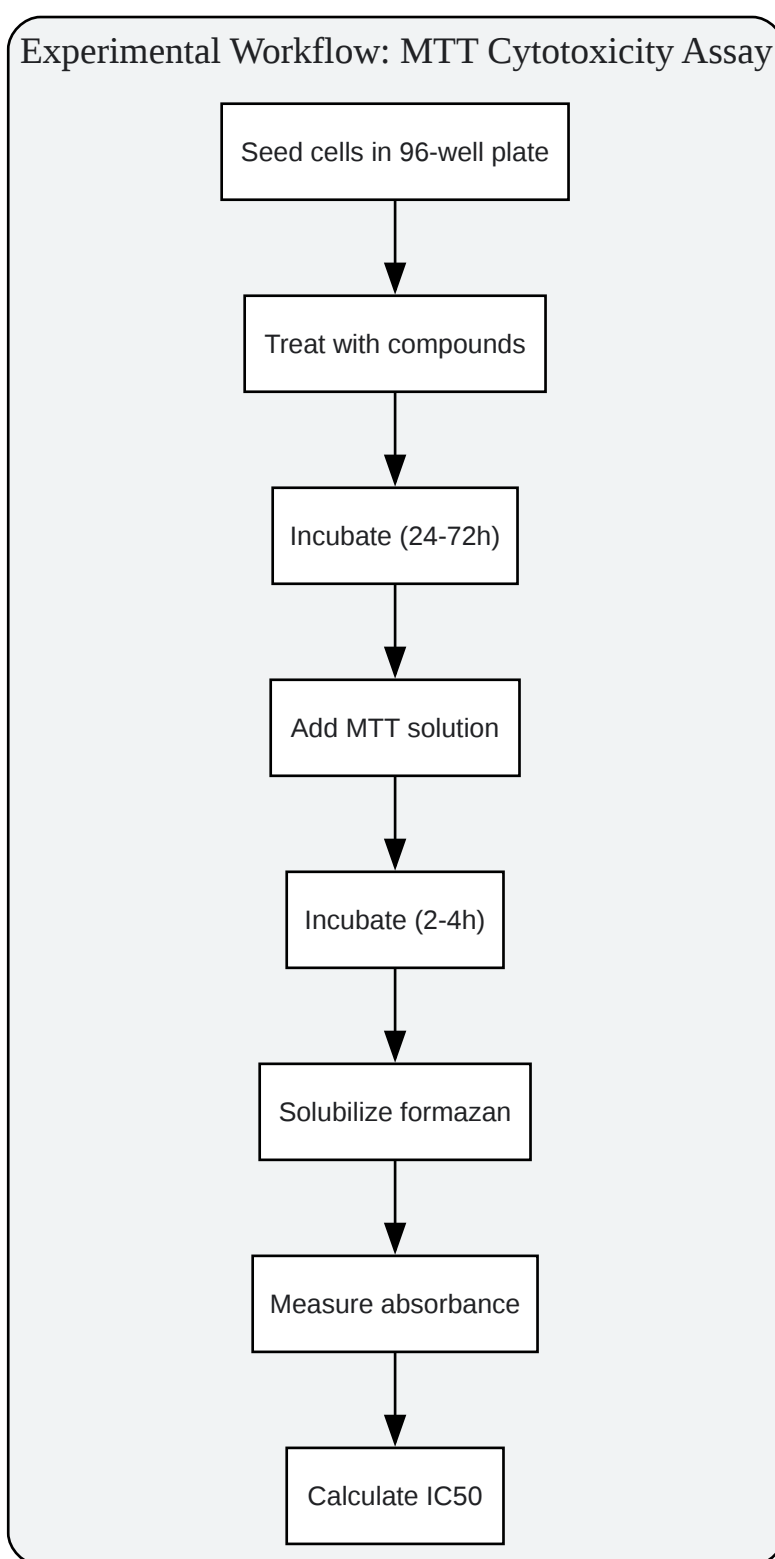 Experimental Workflow: MTT Cytotoxicity Assay
Seed cells in 96-well plate
Treat with compounds
Incubate (24-72h)
Add MTT solution
Incubate (2-4h)
Solubilize formazan
Measure absorbance
Calculate IC50